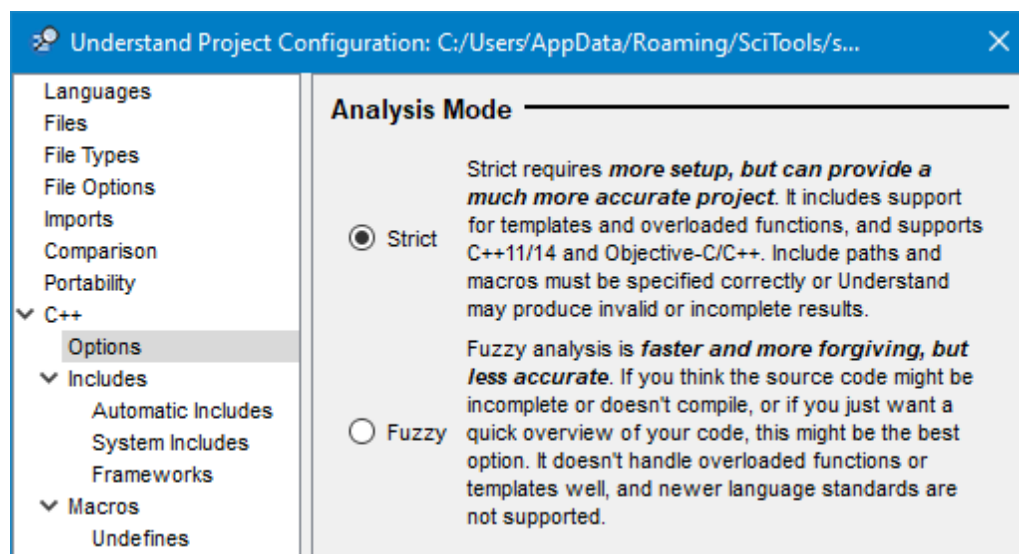 Understand Project Configuration: C:/Users/AppData/Roaming/SciTools/s...
Languages
Files
File Types
File Options
Imports
Comparison
Portability
C++
Options
Includes
Automatic Includes
System Includes
Frameworks
Macros
Undefines
Analysis Mode
Strict
Strict requires more setup, but can provide a
much more accurate project. It includes support
for templates and overloaded functions, and supports
C++11/14 and Objective-C/C++. Include paths and
macros must be specified correctly or Understand
may produce invalid or incomplete results.
Fuzzy
Fuzzy analysis is faster and more forgiving, but
less accurate. If you think the source code might be
incomplete or doesn't compile, or if you just want a
quick overview of your code, this might be the best
option. It doesn't handle overloaded functions or
templates well, and newer language standards are
not supported.